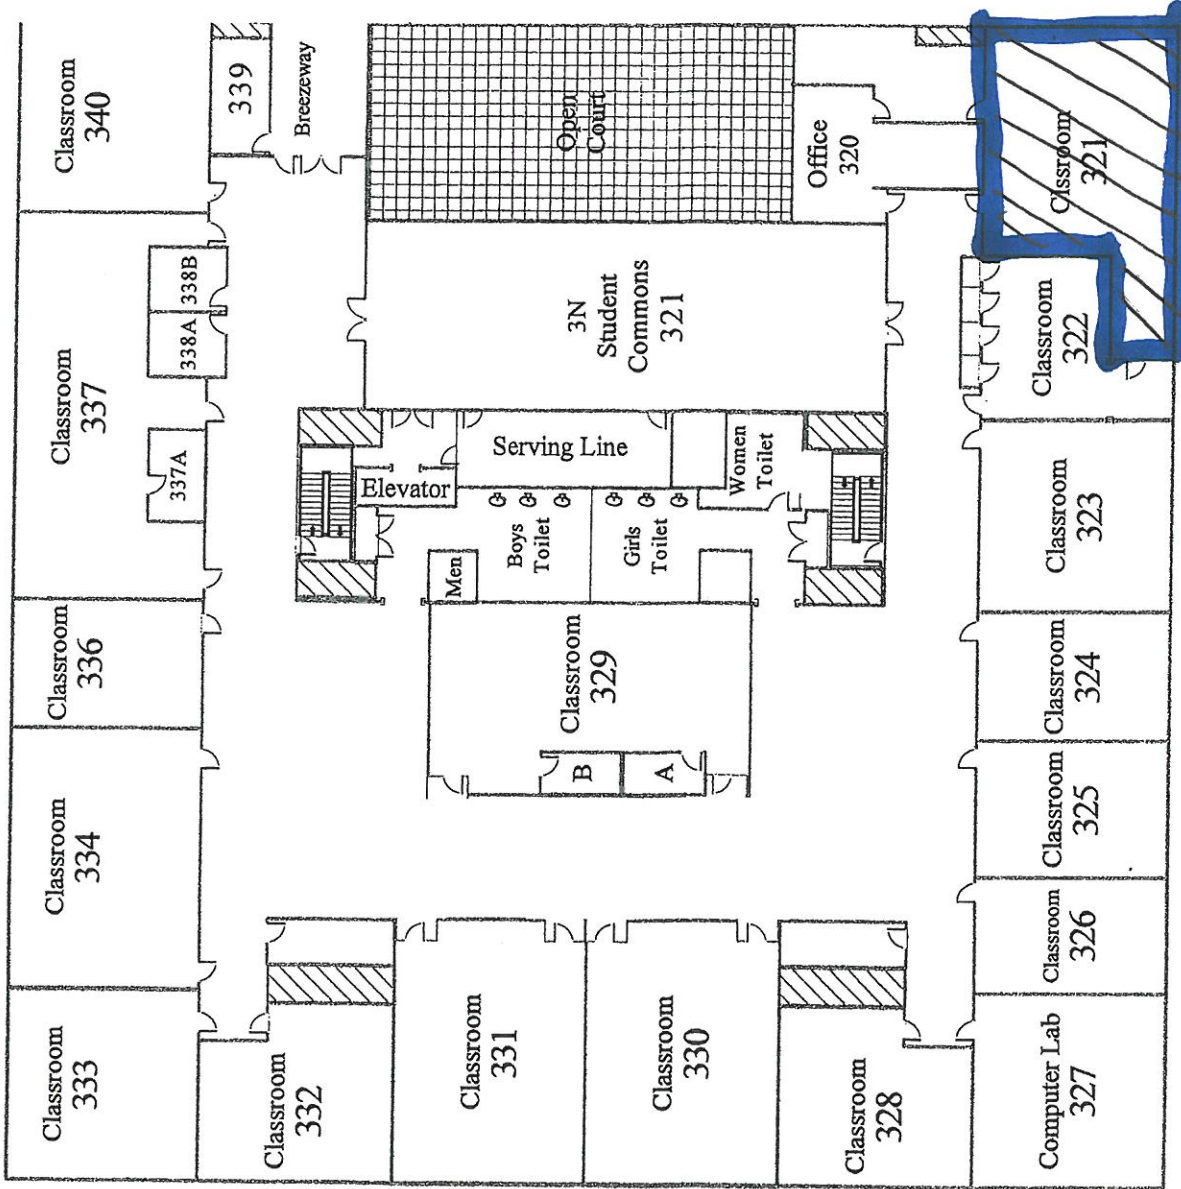 Classroom
340
339
Breezeway
Open
Court
Office
320
Clssroom
321
Classroom
337
338B
338A
337A
3N
Student
Commons
321
Classroom
322
Serving Line
Elevator
Women
Toilet
Boys
Toilet
Girls
Toilet
Men
Classroom
323
Classroom
336
Classroom
329
B
A
Classroom
324
Classroom
334
Classroom
325
Classroom
326
Classroom
333
Classroom
332
Classroom
331
Classroom
330
Classroom
328
Computer Lab
327